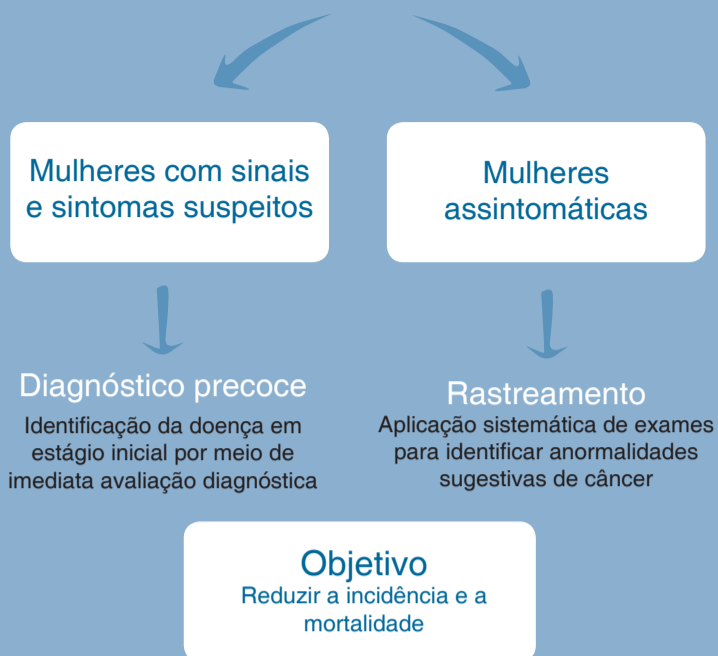 Mulheres com sinais
e sintomas suspeitos
Mulheres
assintomáticas
Diagnóstico precoce
Identificação da doença em
estágio inicial por meio de
imediata avaliação diagnóstica
Rastreamento
Aplicação sistemática de exames
para identificar anormalidades
sugestivas de câncer
Objetivo
Reduzir a incidência e a
mortalidade